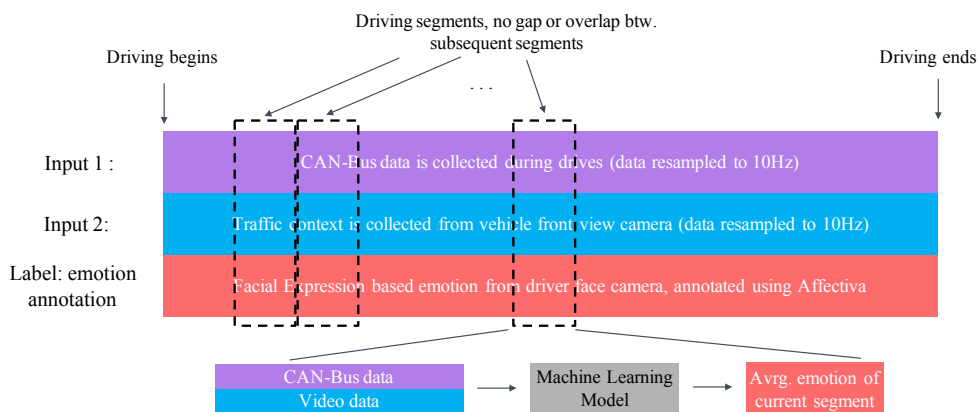 Driving segments, no gap or overlap btw.
subsequent segments
Driving begins
Driving ends
. . .
Input 1 :
CAN-Bus data is collected during drives (data resampled to 10Hz)
Input 2:
Traffic context is collected from vehicle front view camera (data resampled to 10Hz)
Label: emotion
annotation
Facial Expression based emotion from driver face camera, annotated using Affectiva
CAN-Bus data
Video data
Machine Learning
Model
Avrg. emotion of
current segment